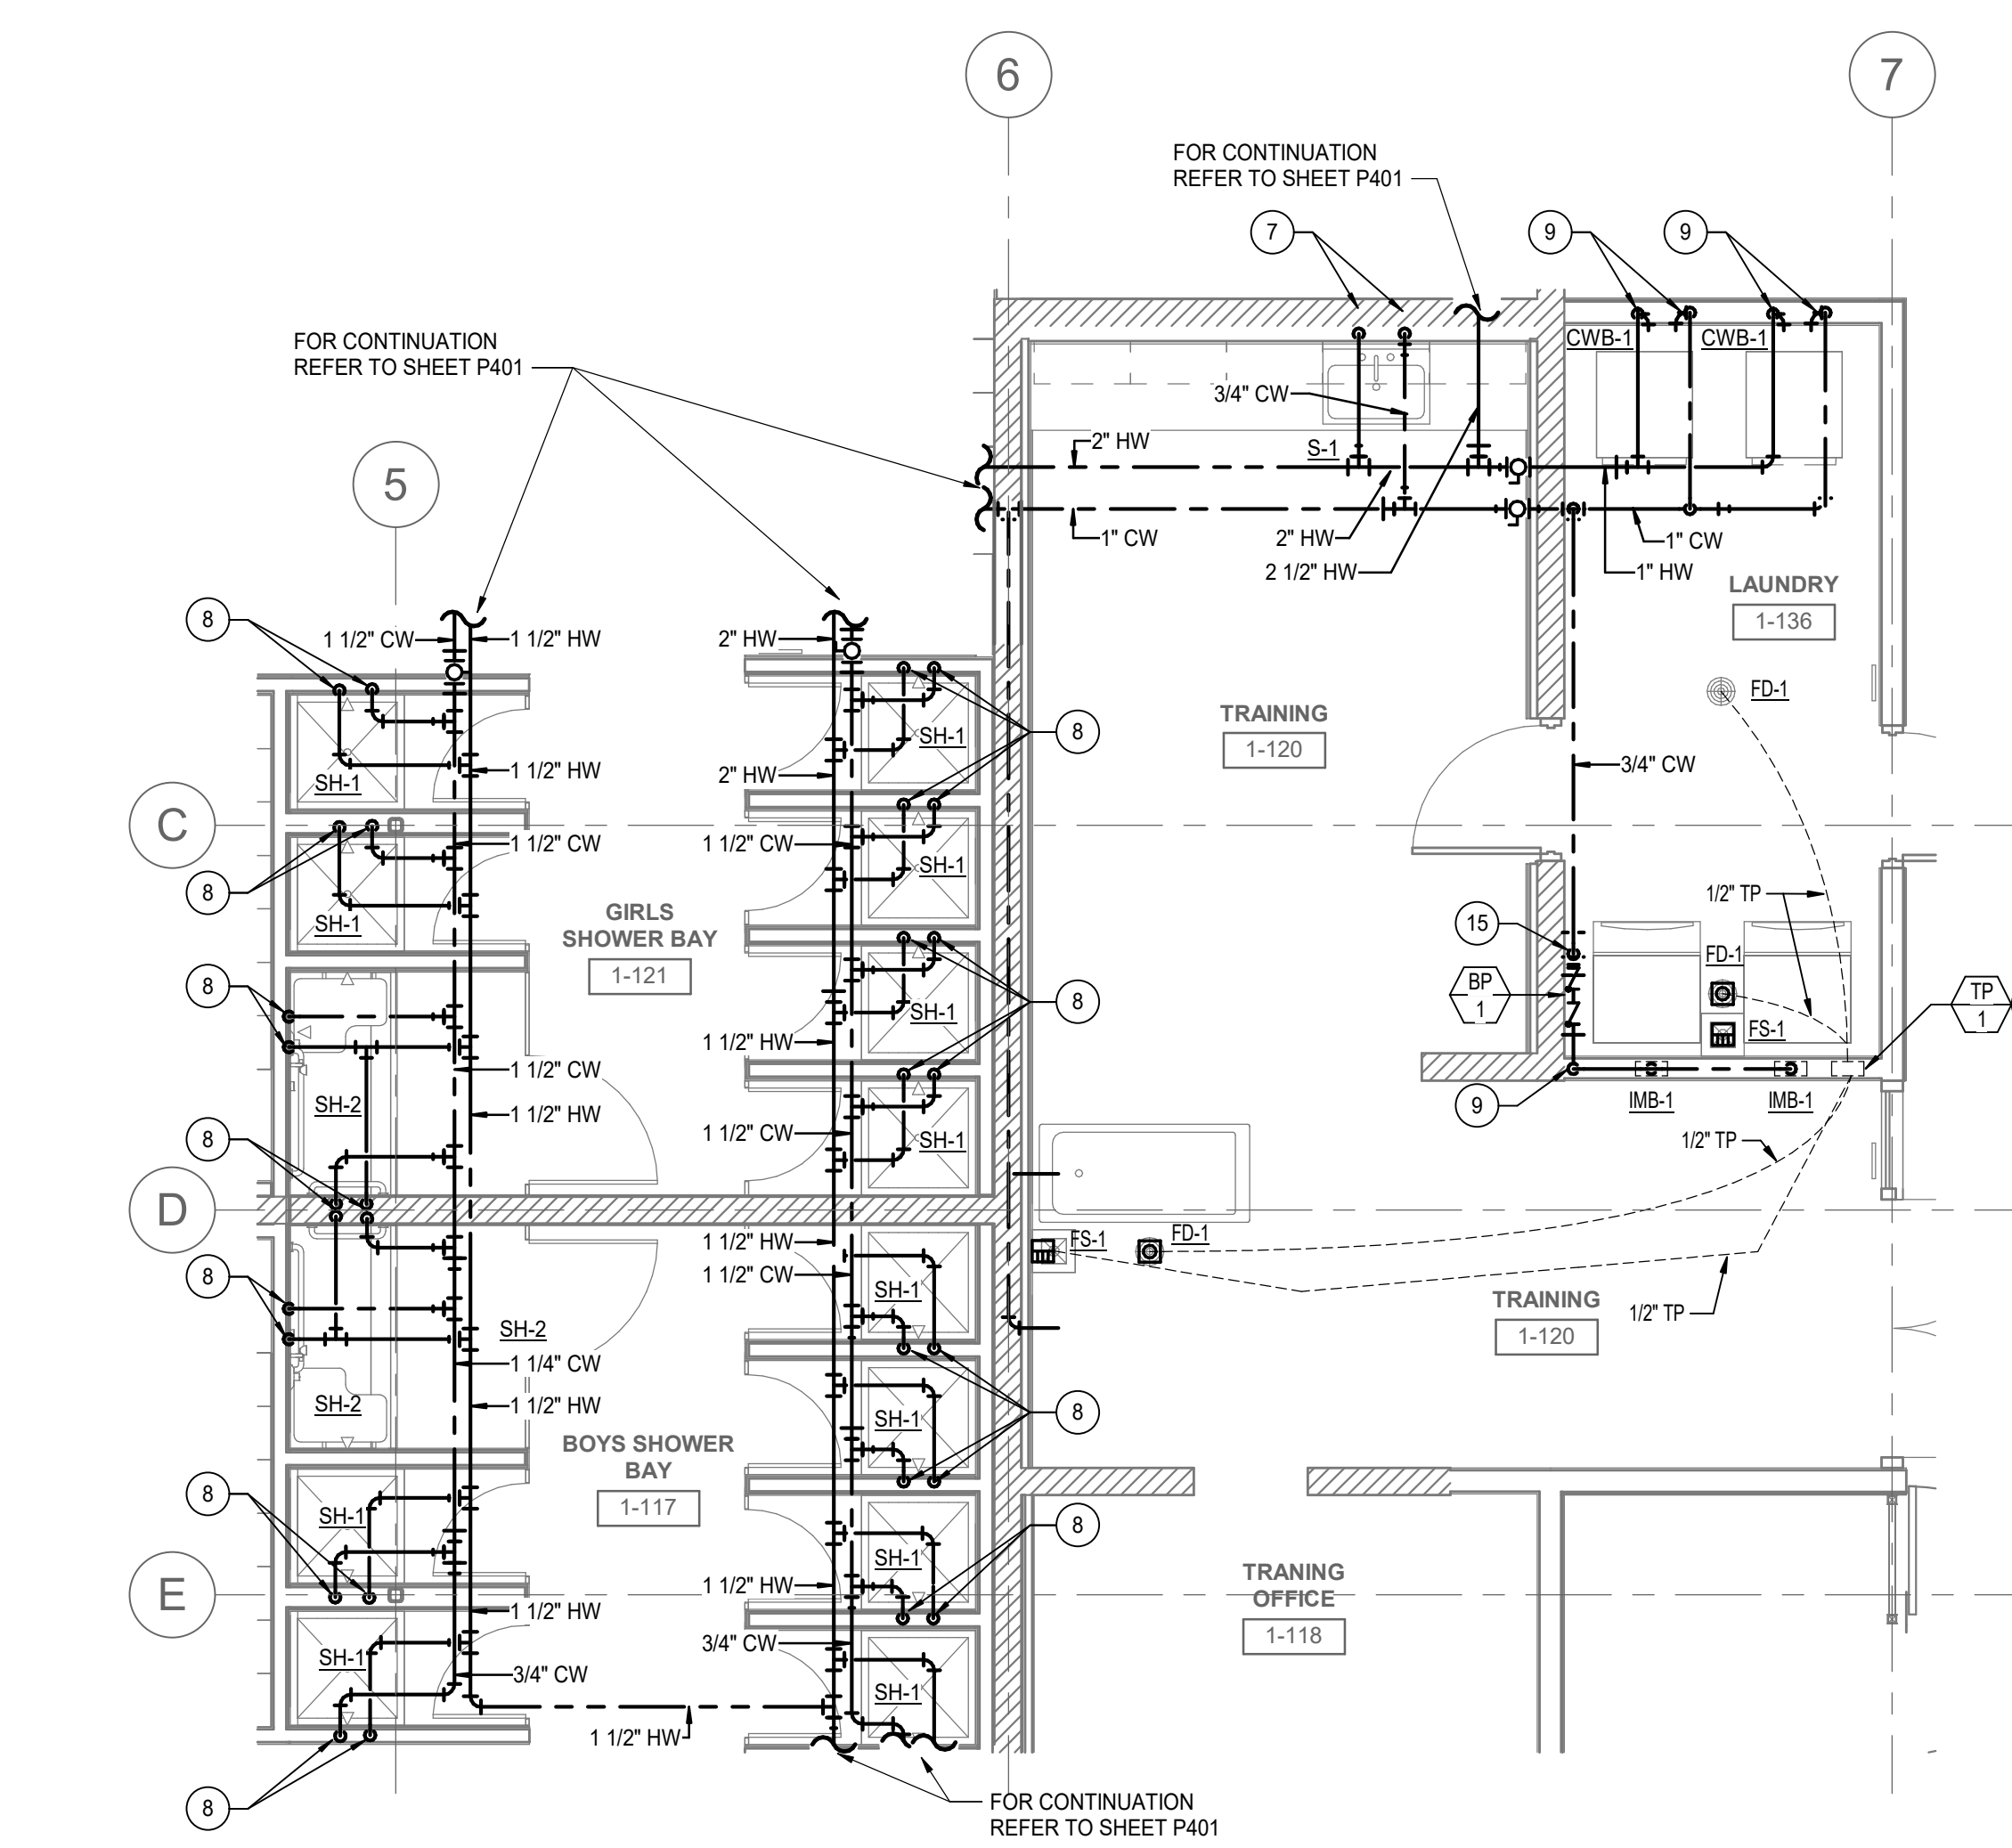 6
7
FOR CONTINUATION
REFER TO SHEET P401
7
9
9
FOR CONTINUATION
REFER TO SHEET P401
CWB-1
CWB-1
3/4" CW
2" HW
S-1
5
1" CW
2" HW
1" CW
2 1/2" HW
1" HW
LAUNDRY
1-136
8
1 1/2" CW
1 1/2" HW
2" HW
FD-1
TRAINING
1-120
SH-1
8
1 1/2" HW
2" HW
3/4" CW
SH-1
C
1 1/2" CW
1 1/2" CW
SH-1
8
1/2" TP
GIRLS
SHOWER BAY
1-121
SH-1
15
FD-1
8
BP
1
TP
1
SH-1
8
FS-1
1 1/2" HW
1 1/2" CW
SH-2
1 1/2" HW
9
IMB-1
IMB-1
8
1 1/2" CW
SH-1
1/2" TP
D
1 1/2" HW
FS-1
FD-1
8
1 1/2" CW
SH-1
TRAINING
1-120
1/2" TP
SH-2
1 1/4" CW
SH-2
1 1/2" HW
SH-1
8
BOYS SHOWER
BAY
1-117
8
SH-1
8
SH-1
E
1 1/2" HW
TRANING
OFFICE
1-118
1 1/2" HW
3/4" CW
SH-1
3/4" CW
SH-1
1 1/2" HW
8
FOR CONTINUATION
REFER TO SHEET P401